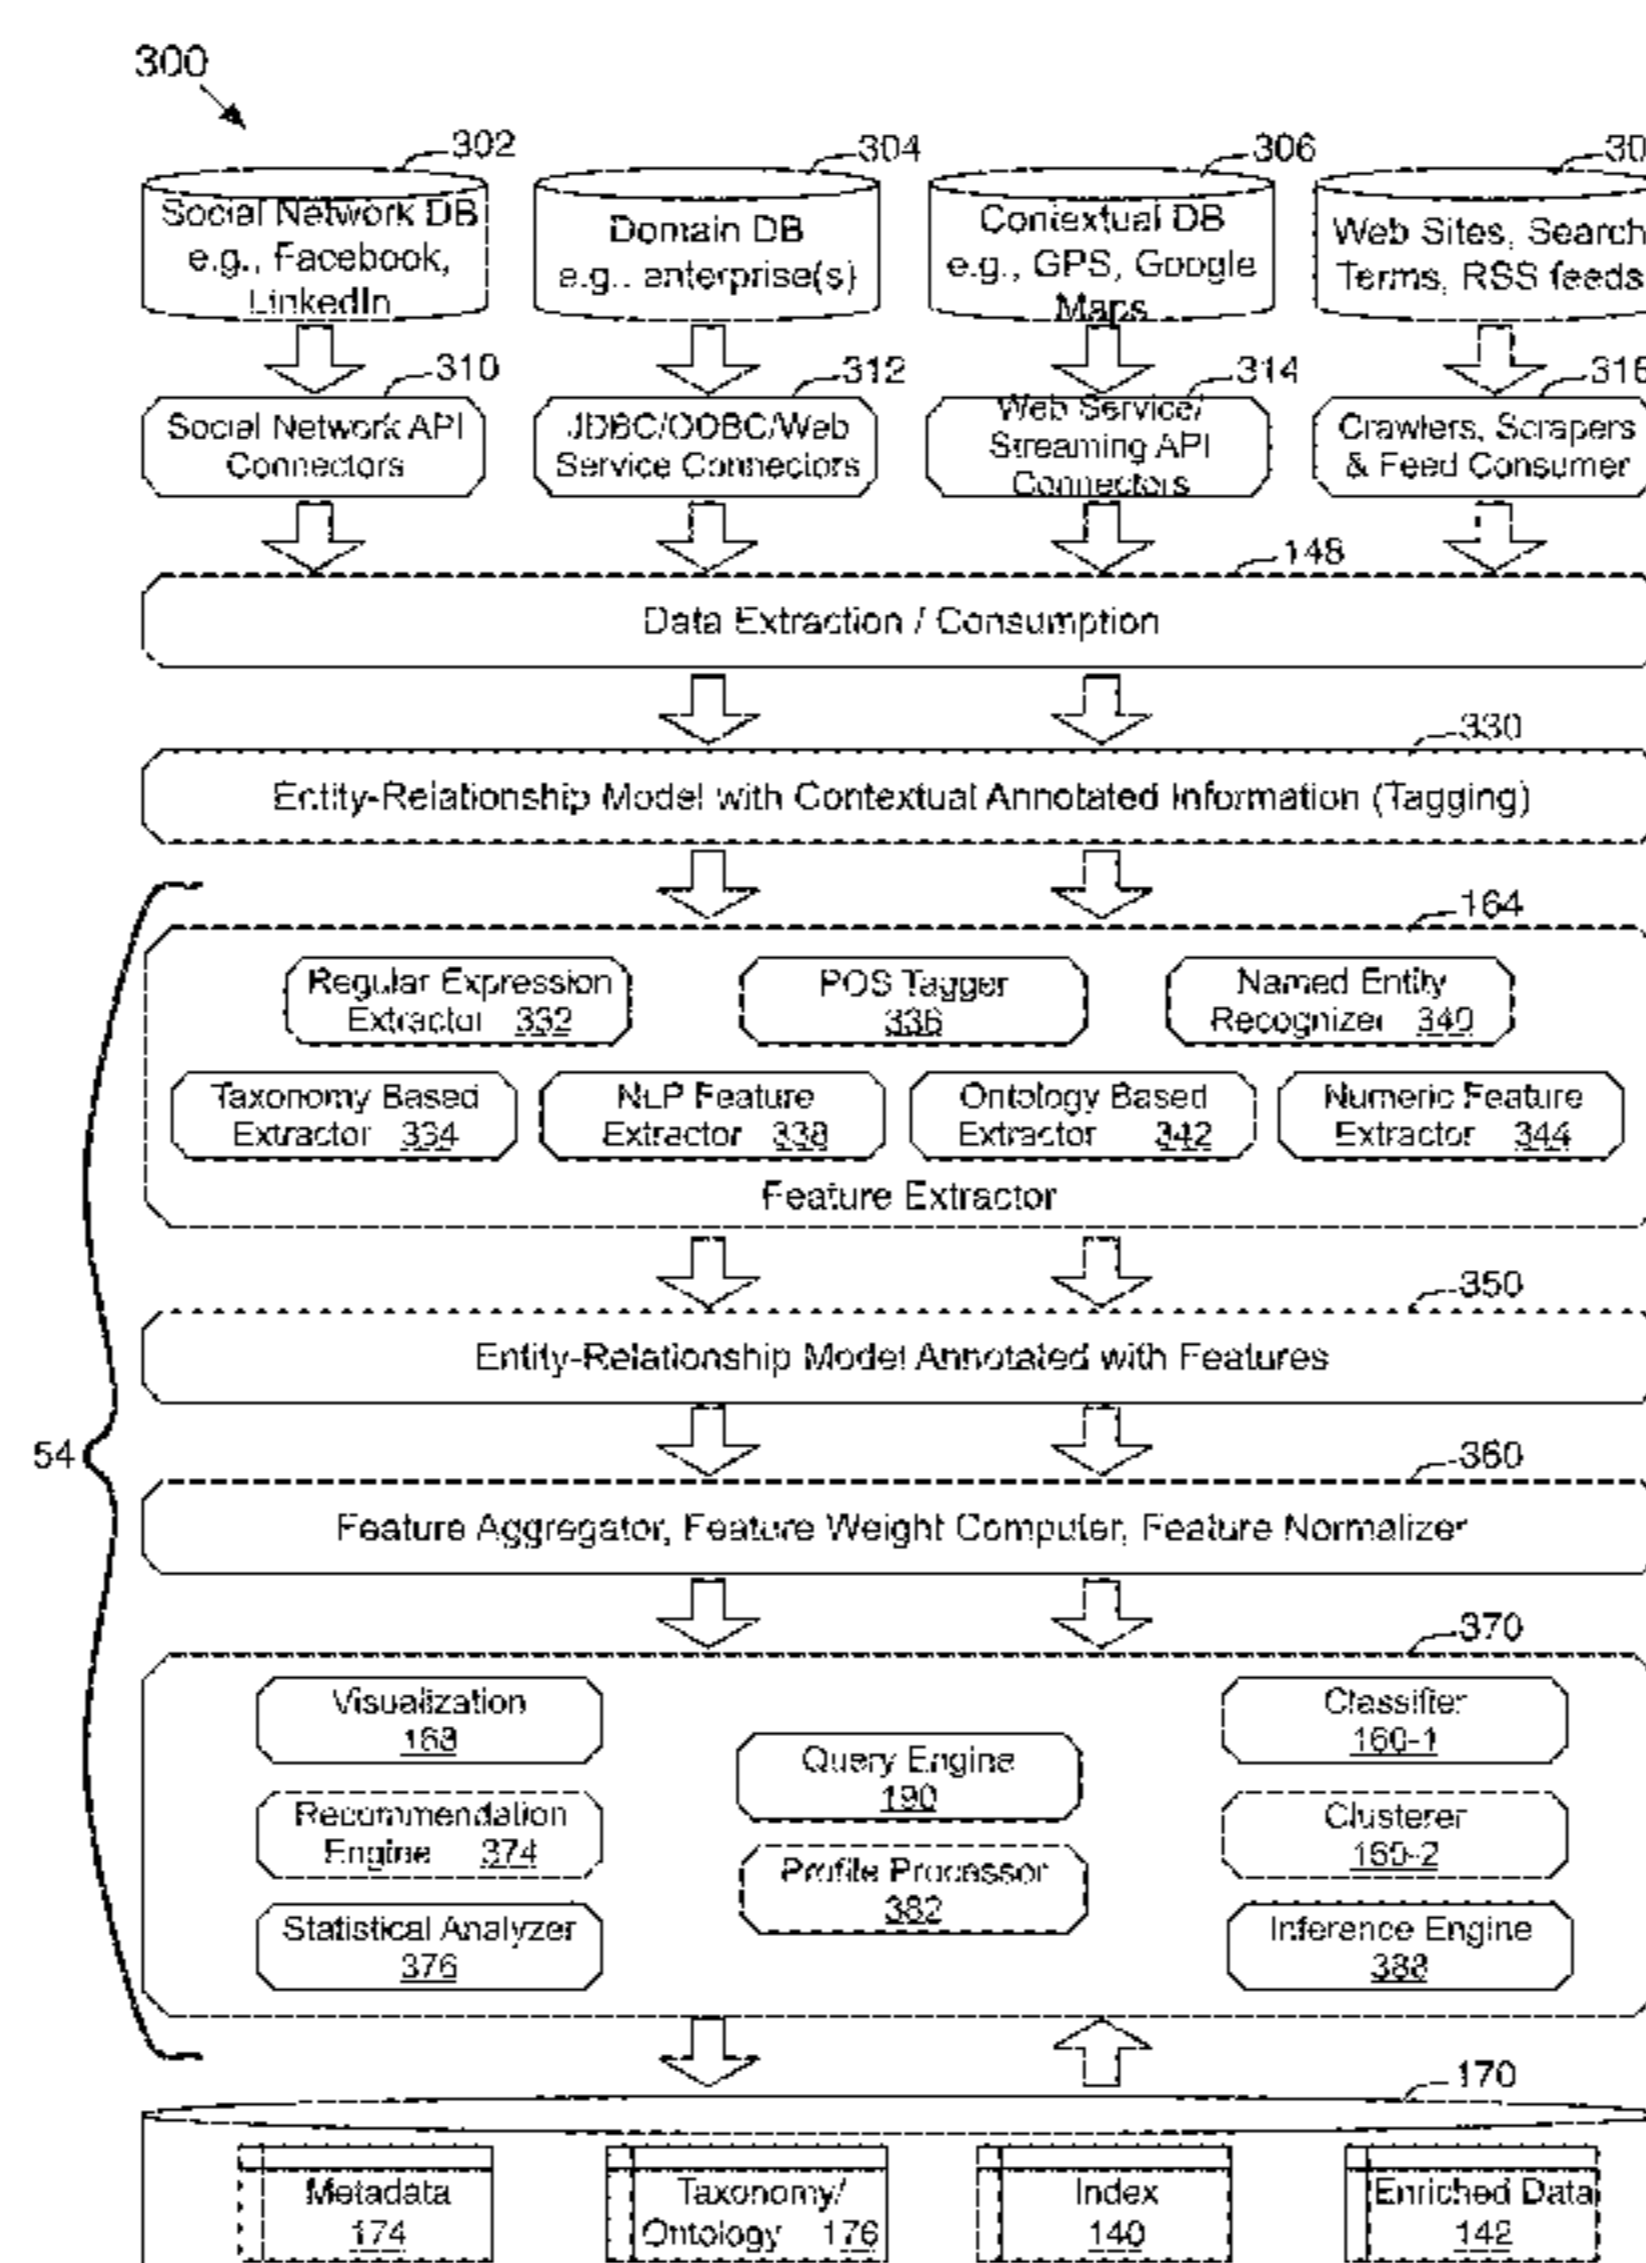 300
302
304
306
30
Social Network DB
e.g., Facebook,
LinkedIn
Domain DB
e.g., enterprise(s)
Contextual DB
e.g., GPS, Google
Maps
Web Sites, Search
Terms, RSS feeds
310
312
314
316
Social Network API
Connectors
JDBC/ODBC/Web
Service Connectors
Web Service/
Streaming API
Connectors
Crawlers, Scrapers
& Feed Consumer
148
Data Extraction / Consumption
330
Entity-Relationship Model with Contextual Annotated Information (Tagging)
164
Regular Expression
Extractor 332
POS Tagger
336
Named Entity
Recognizer 340
Taxonomy Based
Extractor 334
NLP Feature
Extractor 338
Ontology Based
Extractor 342
Numeric Feature
Extractor 344
Feature Extractor
350
Entity-Relationship Model Annotated with Features
54
360
Feature Aggregator, Feature Weight Computer, Feature Normalizer
370
Visualization
168
Recommendation
Engine 374
Statistical Analyzer
376
Query Engine
190
Profile Processor
382
Classifier
160-1
Clusterer
160-2
Inference Engine
388
170
Metadata
174
Taxonomy/
Ontology 176
Index
140
Enriched Data
142